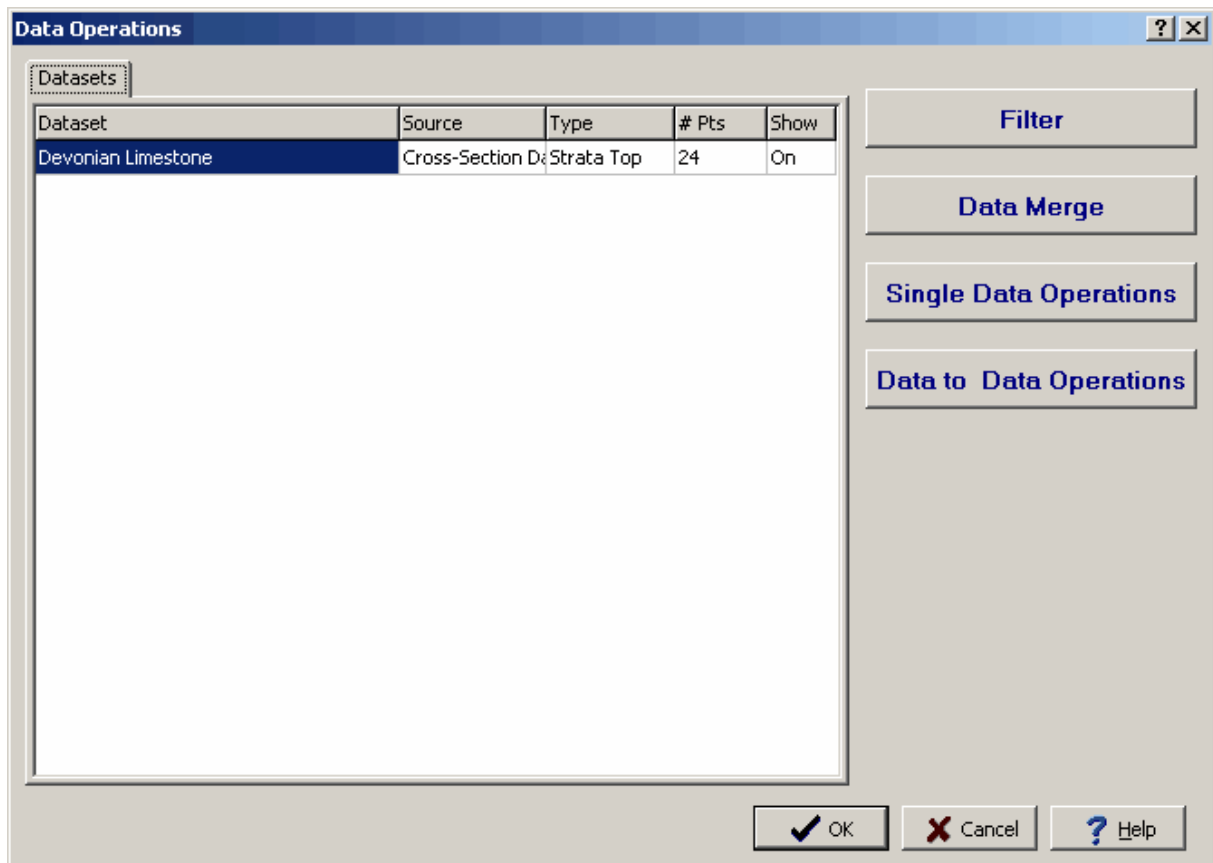 Data Operations
Datasets
Dataset Source Type # Pts Show
Devonian Limestone Cross-Section Da Strata Top 24 On
Filter
Data Merge
Single Data Operations
Data to  Data Operations
OK Cancel Help